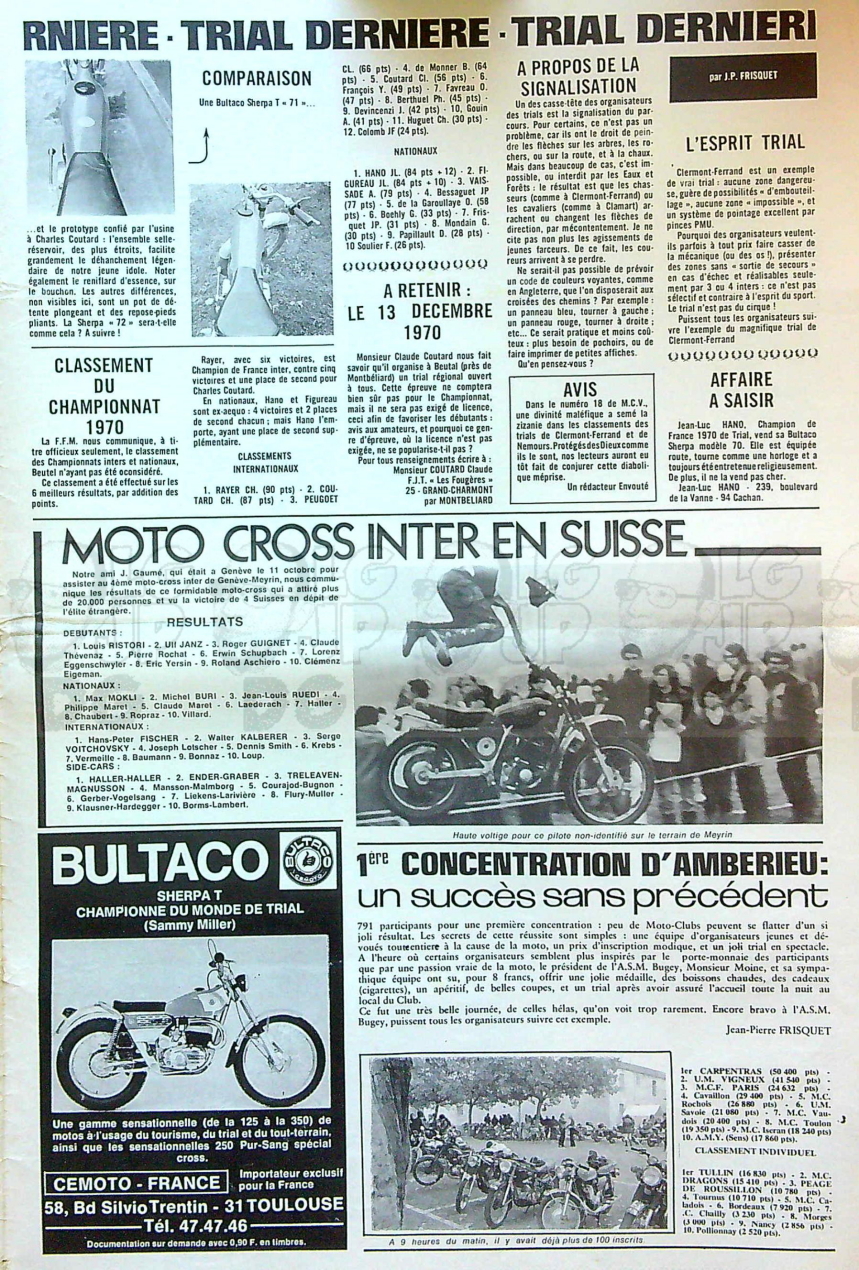 RNIERE · TRIAL DERNIERE · TRIAL DERNIERI
COMPARAISON
Une Bultaco Sherpa T « 71 »...
...et le prototype confié par l'usine
à Charles Coutard : l'ensemble selle-
réservoir, des plus étroits, facilite
grandement le déhanchement légen-
daire de notre jeune idole. Noter
également le reniflard d'essence, sur
le bouchon. Les autres différences,
non visibles ici, sont un pot de dé-
tente plongeant et des repose-pieds
pliants. La Sherpa « 72 » sera-t-elle
comme cela ? A suivre !
CLASSEMENT
DU
CHAMPIONNAT
1970
La F.F.M. nous communique, à ti-
tre officieux seulement, le classement
des Championnats inters et nationaux,
Beutel n'ayant pas été oconsidéré.
Ce classement a été effectué sur les
6 meilleurs résultats, par addition des
points.
Rayer, avec six victoires, est
Champion de France inter, contre cinq
victoires et une place de second pour
Charles Coutard.
En nationaux, Hano et Figureau
sont ex-aequo : 4 victoires et 2 places
de second chacun ; mais Hano l'em-
porte, ayant une place de second sup-
plémentaire.
CLASSEMENTS
INTERNATIONAUX
1. RAYER CH. (90 pts) - 2. COU-
TARD CH. (87 pts) - 3. PEUGOET
CL. (66 pts) - 4. de Monner B. (64
pts) - 5. Coutard Cl. (56 pts) - 6.
François Y. (49 pts) - 7. Favreau O.
(47 pts) - 8. Berthuel Ph. (45 pts) -
9. Devincenzi J. (42 pts) - 10. Gouin
A. (41 pts) - 11. Huguet Ch. (30 pts) -
12. Colomb JF (24 pts).
NATIONAUX
1. HANO JL. (84 pts + 12) - 2. FI-
GUREAU JL. (84 pts + 10) - 3. VAIS-
SADE A. (79 pts) - 4. Bessaguet JP
(77 pts) - 5. de la Garoullaye O. (58
pts) - 6. Boehly G. (33 pts) - 7. Fris-
quet JP. (31 pts) - 8. Mondain G.
(30 pts) - 9. Papillault D. (28 pts) -
10 Soulier F. (26 pts).
A RETENIR :
LE 13 DECEMBRE
1970
Monsieur Claude Coutard nous fait
savoir qu'il organise à Beutal (près de
Montbéliard) un trial régional ouvert
à tous. Cette épreuve ne comptera
bien sûr pas pour le Championnat,
mais il ne sera pas exigé de licence,
ceci afin de favoriser les débutants :
avis aux amateurs, et pourquoi ce gen-
re d'épreuve, où la licence n'est pas
exigée, ne se popularise-t-il pas ?
Pour tous renseignements écrire à :
Monsieur COUTARD Claude
F.J.T. « Les Fougères »
25 - GRAND-CHARMONT
par MONTBELIARD
A PROPOS DE LA
SIGNALISATION
Un des casse-tête des organisateurs
des trials est la signalisation du par-
cours. Pour certains, ce n'est pas un
problème, car ils ont le droit de pein-
dre les flèches sur les arbres, les ro-
chers, ou sur la route, et à la chaux.
Mais dans beaucoup de cas, c'est im-
possible, ou interdit par les Eaux et
Forêts : le résultat est que les chas-
seurs (comme à Clermont-Ferrand) ou
les cavaliers (comme à Clamart) ar-
rachent ou changent les flèches de
direction, par mécontentement. Je ne
cite pas non plus les agissements de
jeunes farceurs. De ce fait, les cou-
reurs arrivent à se perdre.
Ne serait-il pas possible de prévoir
un code de couleurs voyantes, comme
en Angleterre, que l'on disposerait aux
croisées des chemins ? Par exemple :
un panneau bleu, tourner à gauche ;
un panneau rouge, tourner à droite ;
etc... Ce serait pratique et moins coû-
teux : plus besoin de pochoirs, ou de
faire imprimer de petites affiches.
Qu'en pensez-vous ?
AVIS
Dans le numéro 18 de M.C.V.,
une divinité maléfique a semé la
zizanie dans les classements des
trials de Clermont-Ferrand et de
Nemours. Protégés des Dieux comme
ils le sont, nos lecteurs auront eu
tôt fait de conjurer cette diaboli-
que méprise.
Un rédacteur Envouté
par J.P. FRISQUET
L'ESPRIT TRIAL
Clermont-Ferrand est un exemple
de vrai trial : aucune zone dangereu-
se, guère de possibilités « d'embouteil-
lage », aucune zone « impossible », et
un système de pointage excellent par
pinces PMU.
Pourquoi des organisateurs veulent-
ils parfois à tout prix faire casser de
la mécanique (ou des os !), présenter
des zones sans « sortie de secours »
en cas d'échec et réalisables seule-
ment par 3 ou 4 inters : ce n'est pas
sélectif et contraire à l'esprit du sport.
Le trial n'est pas du cirque !
Puissent tous les organisateurs sui-
vre l'exemple du magnifique trial de
Clermont-Ferrand
AFFAIRE
A SAISIR
Jean-Luc HANO, Champion de
France 1970 de Trial, vend sa Bultaco
Sherpa modèle 70. Elle est équipée
route, tourne comme une horloge et a
toujours été entretenue religieusement.
De plus, il ne la vend pas cher.
Jean-Luc HANO - 239, boulevard
de la Vanne - 94 Cachan.
MOTO CROSS INTER EN SUISSE
Notre ami J. Gaumé, qui était a Genève le 11 octobre pour
assister au 4ème moto-cross inter de Genève-Meyrin, nous commu-
nique les résultats de ce formidable moto-cross qui a attiré plus
de 20.000 personnes et vu la victoire de 4 Suisses en dépit de
l'élite étrangère.
RESULTATS
DEBUTANTS :
1. Louis RISTORI - 2. Ull JANZ - 3. Roger GUIGNET - 4. Claude
Thévenaz - 5. Pierre Rochat - 6. Erwin Schupbach - 7. Lorenz
Eggenschwyler - 8. Eric Yersin - 9. Roland Aschiero - 10. Clémenz
Eigeman.
NATIONAUX :
1. Max MOKLI - 2. Michel BURI - 3. Jean-Louis RUEDI - 4.
Philippe Maret - 5. Claude Maret - 6. Laederach - 7. Haller -
8. Chaubert - 9. Ropraz - 10. Villard.
INTERNATIONAUX :
1. Hans-Peter FISCHER - 2. Walter KALBERER - 3. Serge
VOITCHOVSKY - 4. Joseph Lotscher - 5. Dennis Smith - 6. Krebs -
7. Vermeille - 8. Baumann - 9. Bonnaz - 10. Loup.
SIDE-CARS :
1. HALLER-HALLER - 2. ENDER-GRABER - 3. TRELEAVEN-
MAGNUSSON - 4. Mansson-Malmborg - 5. Courajod-Bugnon -
6. Gerber-Vogelsang - 7. Liekens-Larivière - 8. Flury-Muller -
9. Klausner-Hardegger - 10. Borms-Lambert.
Haute voltige pour ce pilote non-identifié sur le terrain de Meyrin
BULTACO
BULTACO
CEMOTO
SHERPA T
CHAMPIONNE DU MONDE DE TRIAL
(Sammy Miller)
Une gamme sensationnelle (de la 125 à la 350) de
motos à l'usage du tourisme, du trial et du tout-terrain,
ainsi que les sensationnelles 250 Pur-Sang spécial
cross.
CEMOTO - FRANCE
Importateur exclusif
pour la France
58, Bd Silvio Trentin - 31 TOULOUSE
Tél. 47.47.46
Documentation sur demande avec 0,90 F. en timbres.
1ère CONCENTRATION D'AMBERIEU:
un succès sans précédent
791 participants pour une première concentration : peu de Moto-Clubs peuvent se flatter d'un si
joli résultat. Les secrets de cette réussite sont simples : une équipe d'organisateurs jeunes et dé-
voués toumentiere à la cause de la moto, un prix d'inscription modique, et un joli trial en spectacle.
A l'heure où certains organisateurs semblent plus inspirés par le porte-monnaie des participants
que par une passion vraie de la moto, le président de l'A.S.M. Bugey, Monsieur Moine, et sa sympa-
thique équipe ont su, pour 8 francs, offrir une jolie médaille, des boissons chaudes, des cadeaux
(cigarettes), un apéritif, de belles coupes, et un trial après avoir assuré l'accueil toute la nuit au
local du Club.
Ce fut une très belle journée, de celles hélas, qu'on voit trop rarement. Encore bravo à l'A.S.M.
Bugey, puissent tous les organisateurs suivre cet exemple.
Jean-Pierre FRISQUET
A 9 heures du matin, il y avait déjà plus de 100 inscrits.
1er CARPENTRAS (50 400 pts) -
2. U.M. VIGNEUX (41 540 pts) -
3. M.C.F. PARIS (24 632 pts) -
4. Cavaillon (29 400 pts) - 5. M.C.
Rochois (26 880 pts) - 6. U.M.
Savoie (21 080 pts) - 7. M.C. Vau-
dois (20 400 pts) - 8. M.C. Toulon
(19 350 pts) - 9. M.C. Iseran (18 240 pts)
10. A.M.Y. (Sens) (17 860 pts).
CLASSEMENT INDIVIDUEL
1er TULLIN (16 830 pts) - 2. M.C.
DRAGONS (15 410 pts) - 3. PEAGE
DE ROUSSILLON (10 780 pts) -
4. Tournus (10 710 pts) - 5. M.C. Ca-
ladois - 6. Bordeaux (7 920 pts) - 7.
.C. Chailly (3 230 pts) - 8. Morges
(3 000 pts) - 9. Nancy (2 856 pts) -
10. Pollionnay (2 520 pts).